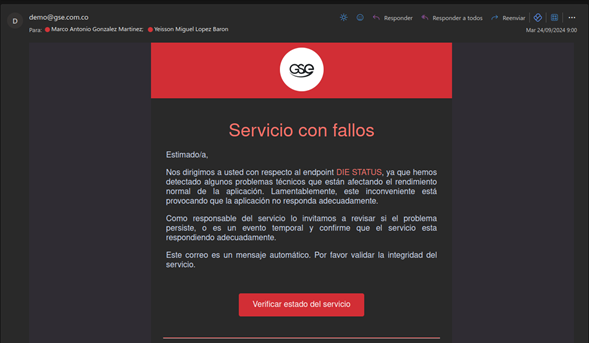 demo@gse.com.co
Responder
Responder a todos
Reenviar
D
Para: Marco Antonio Gonzalez Martinez; Yeisson Miguel Lopez Baron
Mar 24/09/2024 9:00
gse
Servicio con fallos
Estimado/a,
Nos dirigimos a usted con respecto al endpoint DIE STATUS, ya que hemos
detectado algunos problemas técnicos que están afectando el rendimiento
normal de la aplicación. Lamentablemente, este inconveniente está
provocando que la aplicación no responda adecuadamente.
Como responsable del servicio lo invitamos a revisar si el problema
persiste, o es un evento temporal y confirme que el servicio esta
respondiendo adecuadamente.
Este correo es un mensaje automático. Por favor validar la integridad del
servicio.
Verificar estado del servicio